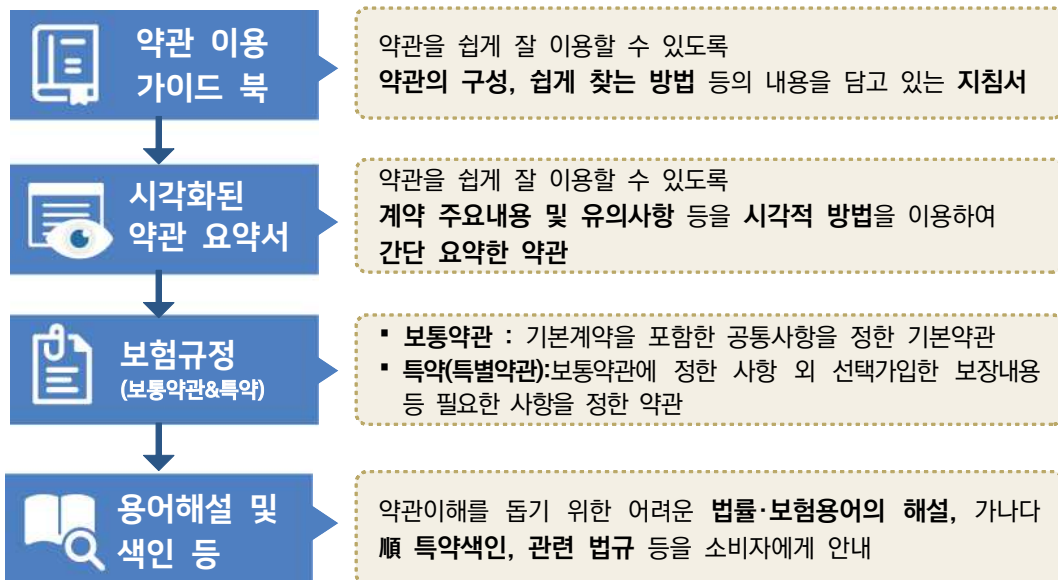 약관 이용
가이드 북
약관을 쉽게 잘 이용할 수 있도록
약관의 구성, 쉽게 찾는 방법 등의 내용을 담고 있는 지침서
시각화된
약관 요약서
약관을 쉽게 잘 이용할 수 있도록
계약 주요내용 및 유의사항 등을 시각적 방법을 이용하여
간단 요약한 약관
보험규정
(보통약관&특약)
▪ 보통약관 : 기본계약을 포함한 공통사항을 정한 기본약관
▪ 특약(특별약관):보통약관에 정한 사항 외 선택가입한 보장내용
등 필요한 사항을 정한 약관
용어해설 및
색인 등
약관이해를 돕기 위한 어려운 법률·보험용어의 해설, 가나다
順 특약색인, 관련 법규 등을 소비자에게 안내